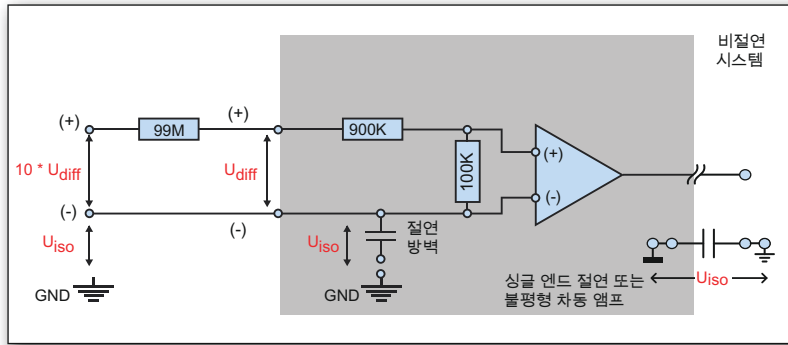 비절연
시스템
(+)
99M
(+)
900K
100K
(+)
(-)
10 * Udiff
Udiff
(-)
(-)
Uiso
GND
Uiso
절연
방벽
GND
싱글 엔드 절연 또는
불평형 차동 앰프
Uiso